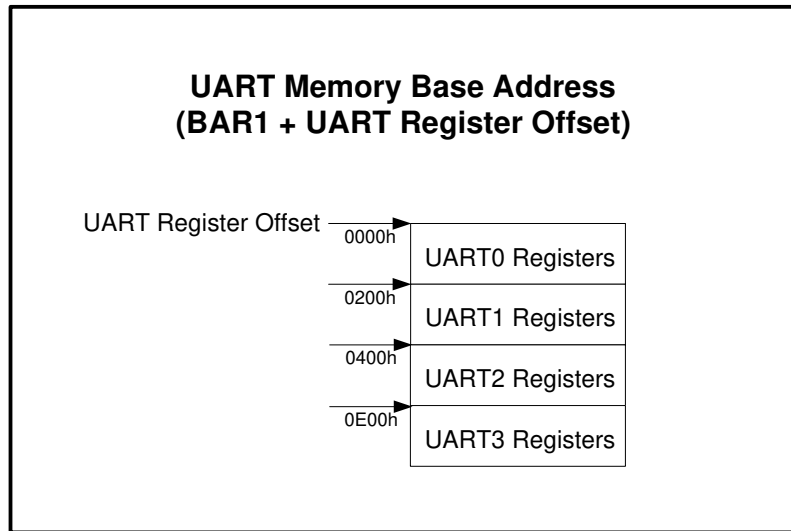 UART Memory Base Address
(BAR1 + UART Register Offset)
UART Register Offset
0000h
UART0 Registers
0200h
UART1 Registers
0400h
UART2 Registers
0E00h
UART3 Registers